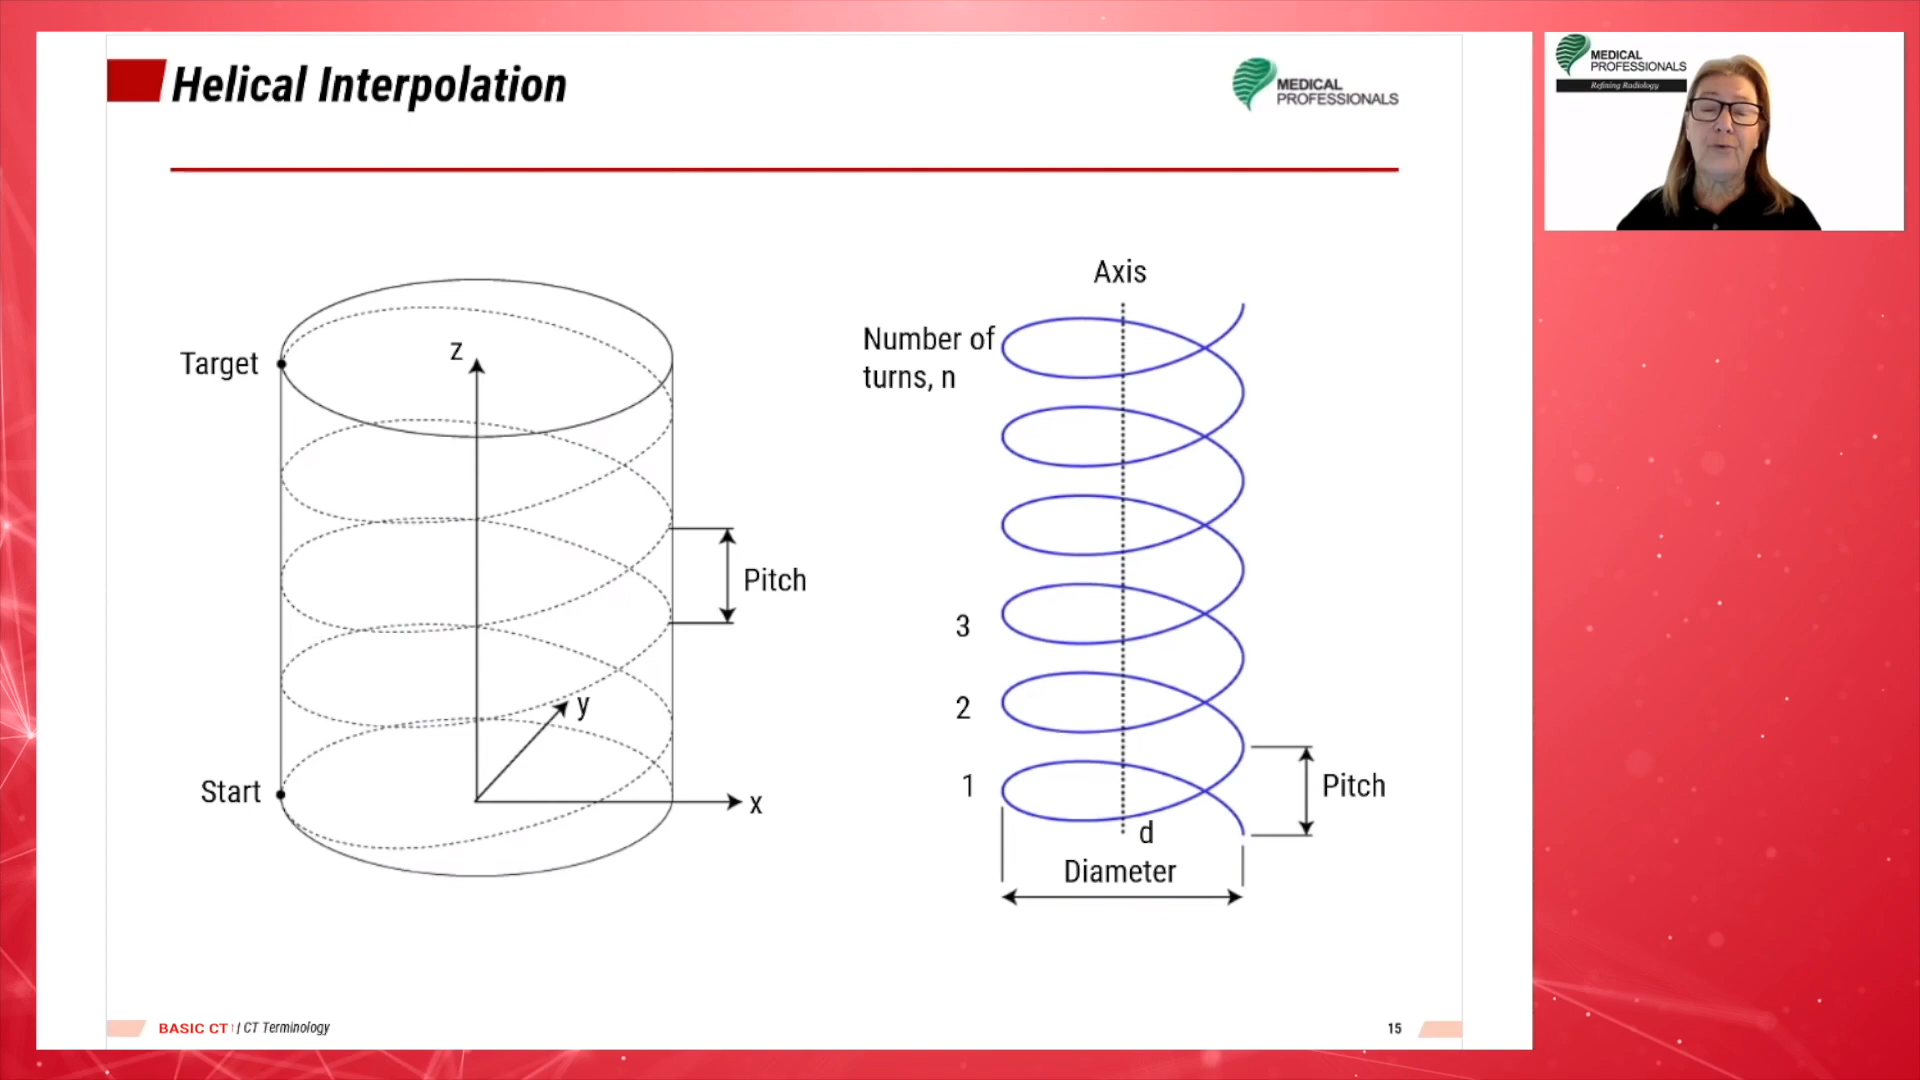 Helical Interpolation
MEDICAL
PROFESSIONALS
MEDICAL
PROFESSIONALS
Refining Radiology
Target
Start
z
y
x
Pitch
Axis
Number of
turns, n
3
2
1
d
Diameter
Pitch
BASIC CT | CT Terminology
15